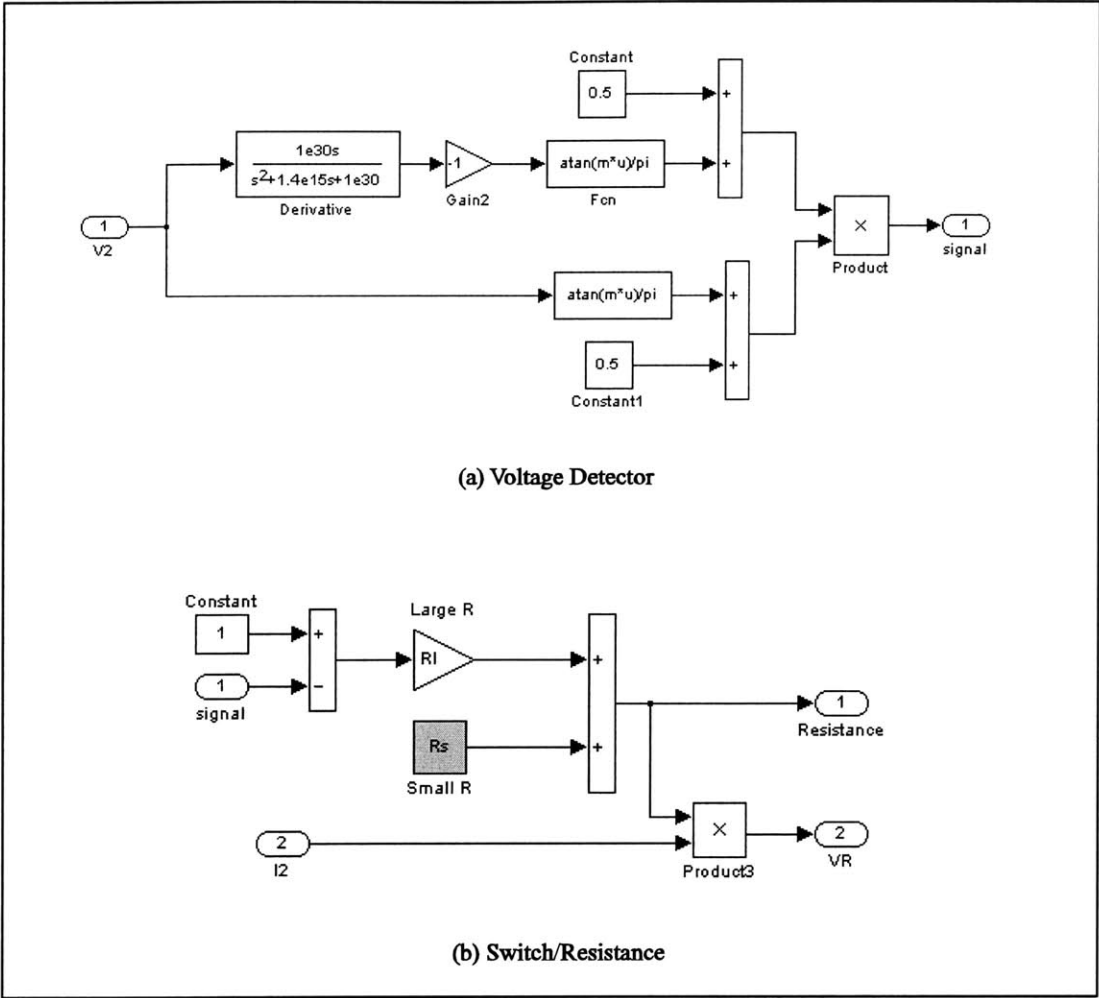 Constant
0.5
+
1e30s
s2+1.4e15s+1e30
Derivative
-1
Gain2
atan(m*u)/pi
Fcn
+
1
V2
×
Product
1
signal
atan(m*u)/pi
+
0.5
Constant1
+
(a) Voltage Detector
Constant
1
+
1
signal
−
Large R
Rl
+
Rs
Small R
+
1
Resistance
2
I2
×
Product3
2
VR
(b) Switch/Resistance